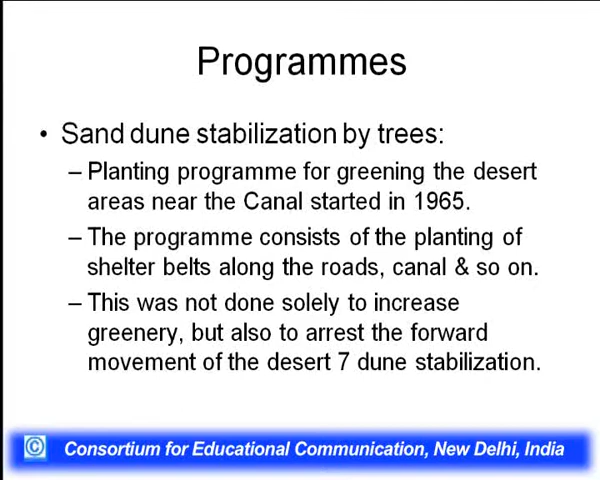 Programmes
• Sand dune stabilization by trees:
– Planting programme for greening the desert
areas near the Canal started in 1965.
– The programme consists of the planting of
shelter belts along the roads, canal & so on.
– This was not done solely to increase
greenery, but also to arrest the forward
movement of the desert 7 dune stabilization.
© Consortium for Educational Communication, New Delhi, India